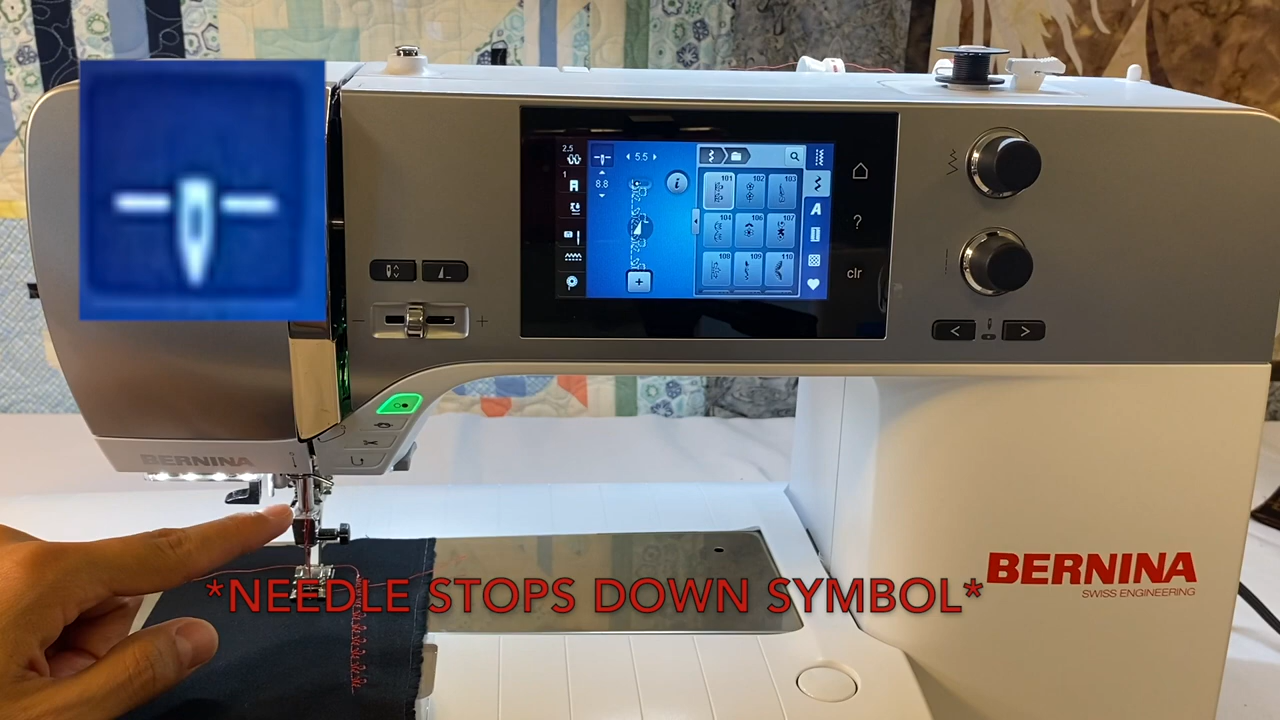 2.5
5.5
1
8.8
i
101
102
103
104
106
107
108
109
110
A
+
?
clr
- +
< >
BERNINA
BERNINA
SWISS ENGINEERING
*NEEDLE STOPS DOWN SYMBOL*